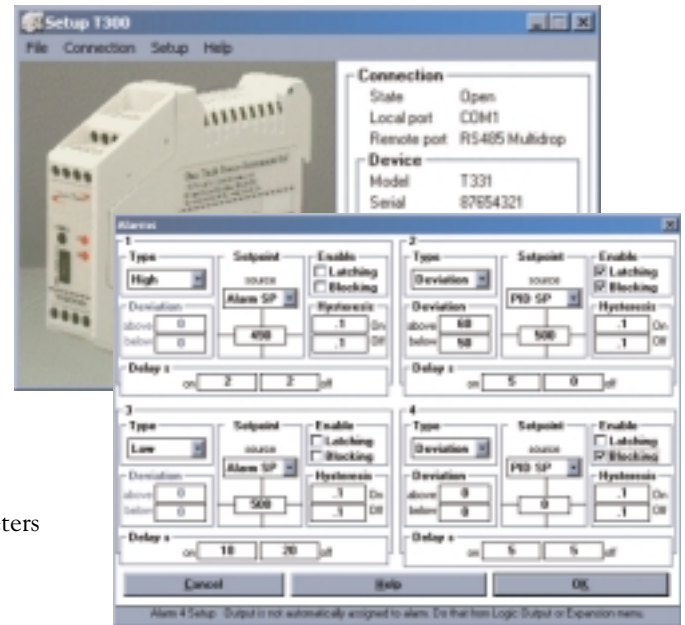 Setup T300
File Connection Setup Help
Connection
State Open
Local port COM1
Remote port RS485 Multidrop
Device
Model T331
Serial 87654321
Alarms
1
Type
High
Setpoint
source
Alarm SP
490
Enable
Latching
Blocking
Deviation
above 0
below 0
Hysteresis
.1 On
.1 Off
Delay s
on 2 2 off
2
Type
Deviation
Setpoint
source
PID SP
500
Enable
Latching
Blocking
Deviation
above 60
below 50
Hysteresis
.1 On
.1 Off
Delay s
on 5 0 off
3
Type
Low
Setpoint
source
Alarm SP
500
Enable
Latching
Blocking
Deviation
above 0
below 0
Hysteresis
.1 On
.1 Off
Delay s
on 10 20 off
4
Type
Deviation
Setpoint
source
PID SP
0
Enable
Latching
Blocking
Deviation
above 0
below 0
Hysteresis
.1 On
.1 Off
Delay s
on 5 5 off
eters
Cancel Help OK
Alarm 4 Setup Output is not automatically assigned to alarm. Do that from Logic Output or Expansion menu.